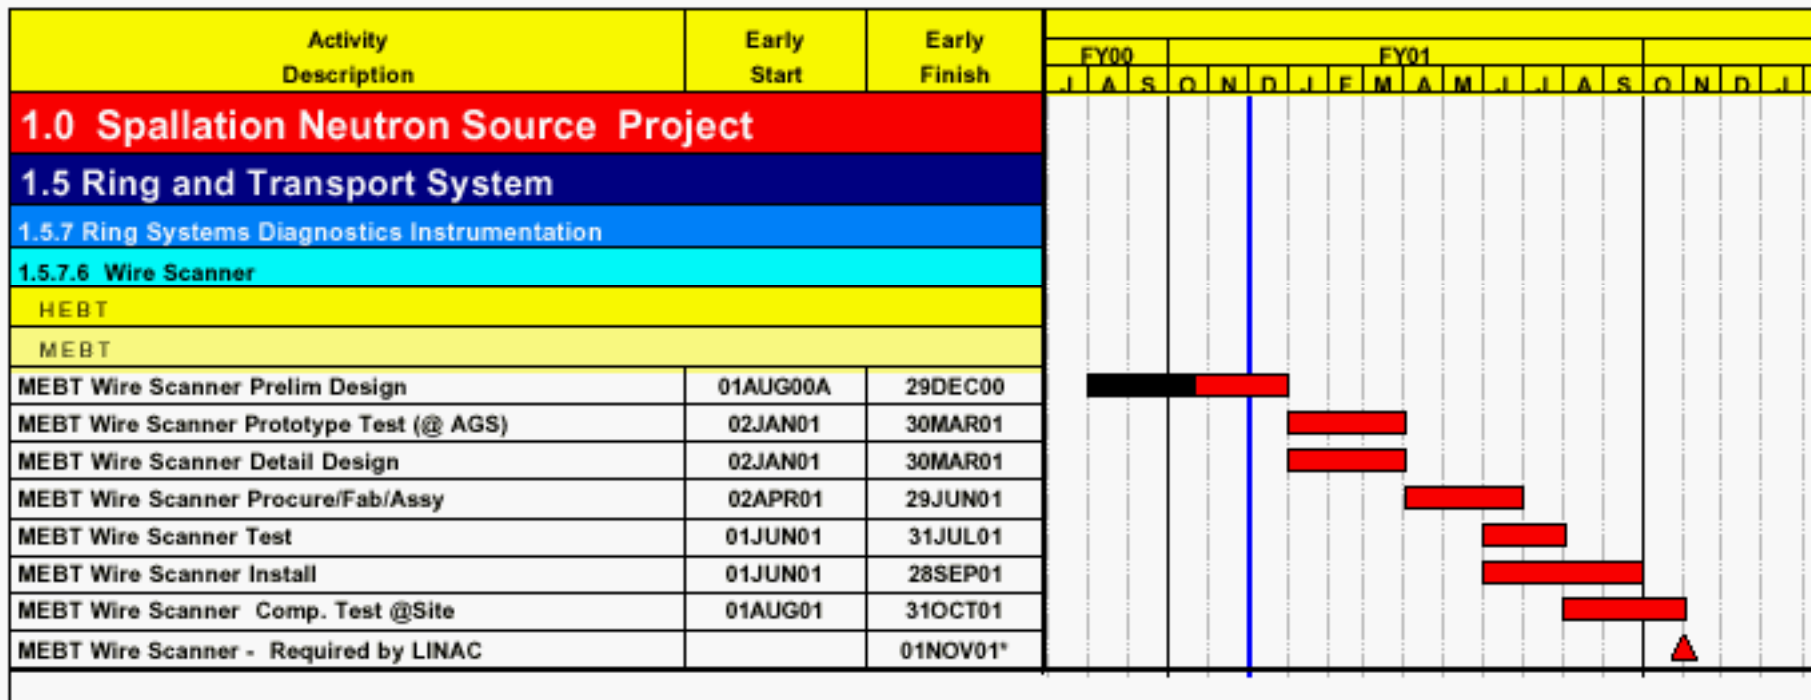 Activity Early Early
Description Start Finish
FY00 FY01
J A S O N D J F M A M J J A S O N D J
1.0 Spallation Neutron Source Project
1.5 Ring and Transport System
1.5.7 Ring Systems Diagnostics Instrumentation
1.5.7.6 Wire Scanner
HEBT
MEBT
MEBT Wire Scanner Prelim Design 01AUG00A 29DEC00
MEBT Wire Scanner Prototype Test (@ AGS) 02JAN01 30MAR01
MEBT Wire Scanner Detail Design 02JAN01 30MAR01
MEBT Wire Scanner Procure/Fab/Assy 02APR01 29JUN01
MEBT Wire Scanner Test 01JUN01 31JUL01
MEBT Wire Scanner Install 01JUN01 28SEP01
MEBT Wire Scanner Comp. Test @Site 01AUG01 31OCT01
MEBT Wire Scanner - Required by LINAC 01NOV01*